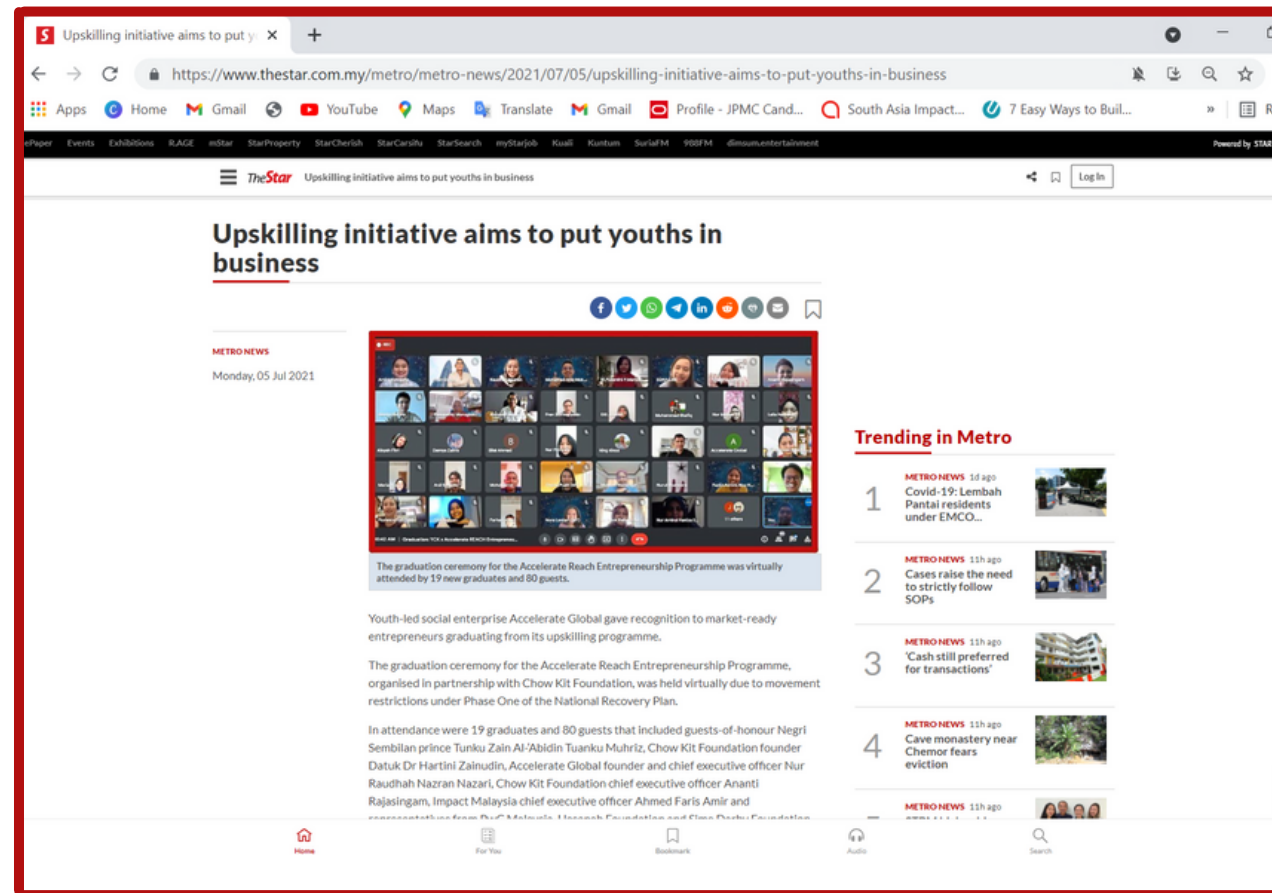 S Upskilling initiative aims to put y
https://www.thestar.com.my/metro/metro-news/2021/07/05/upskilling-initiative-aims-to-put-youths-in-business
Apps Home Gmail YouTube Maps Translate Gmail Profile - JPMC Cand... South Asia Impact... 7 Easy Ways to Buil... » R
ePaper Events Exhibitions R.AGE mStar StarProperty StarCherish StarCarsifu StarSearch myStarjob Kuali Kuntum SuriaFM 988FM dimsum.entertainment Powered by STAR
TheStar Upskilling initiative aims to put youths in business Log In
Upskilling initiative aims to put youths in
business
METRO NEWS
Monday, 05 Jul 2021
The graduation ceremony for the Accelerate Reach Entrepreneurship Programme was virtually
attended by 19 new graduates and 80 guests.
Youth-led social enterprise Accelerate Global gave recognition to market-ready
entrepreneurs graduating from its upskilling programme.
The graduation ceremony for the Accelerate Reach Entrepreneurship Programme,
organised in partnership with Chow Kit Foundation, was held virtually due to movement
restrictions under Phase One of the National Recovery Plan.
In attendance were 19 graduates and 80 guests that included guests-of-honour Negri
Sembilan prince Tunku Zain Al-'Abidin Tuanku Muhriz, Chow Kit Foundation founder
Datuk Dr Hartini Zainudin, Accelerate Global founder and chief executive officer Nur
Raudhah Nazran Nazari, Chow Kit Foundation chief executive officer Ananti
Rajasingam, Impact Malaysia chief executive officer Ahmed Faris Amir and
representatives from PwC Malaysia, Hasanah Foundation and Sime Darby Foundation
Trending in Metro
METRO NEWS 1d ago
1 Covid-19: Lembah
Pantai residents
under EMCO...
METRO NEWS 11h ago
2 Cases raise the need
to strictly follow
SOPs
METRO NEWS 11h ago
3 'Cash still preferred
for transactions'
METRO NEWS 11h ago
4 Cave monastery near
Chemor fears
eviction
METRO NEWS 11h ago
Home For You Bookmark Audio Search